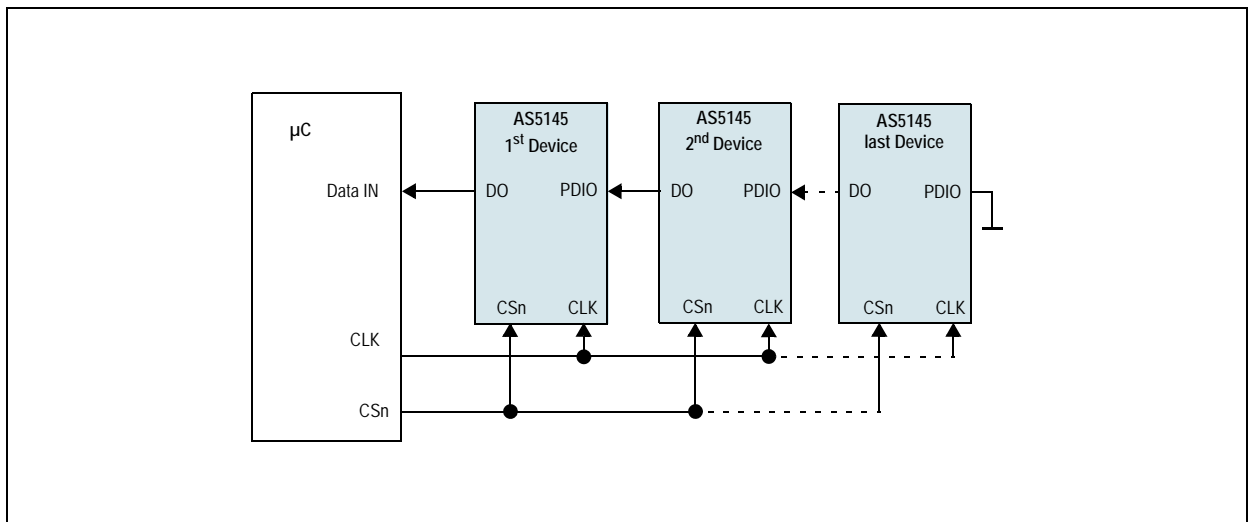 µC
AS5145
1st Device
AS5145
2nd Device
AS5145
last Device
Data IN
DO PDIO
DO PDIO
DO PDIO
CSn CLK
CSn CLK
CSn CLK
CLK
CSn